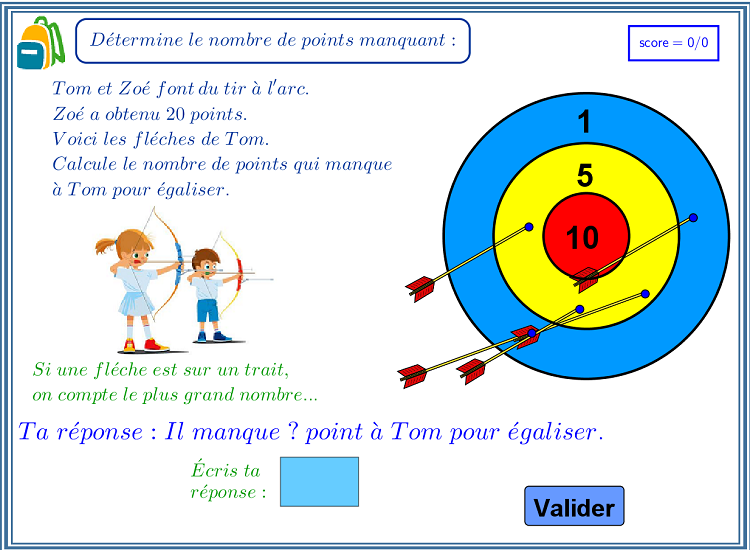 Détermine le nombre de points manquant :
score = 0/0
Tom et Zoé font du tir à l'arc.
Zoé a obtenu 20 points.
Voici les fléches de Tom.
Calcule le nombre de points qui manque
à Tom pour égaliser.
1
5
10
Si une fléche est sur un trait,
on compte le plus grand nombre...
Ta réponse : Il manque ? point à Tom pour égaliser.
Écris ta
réponse :
Valider